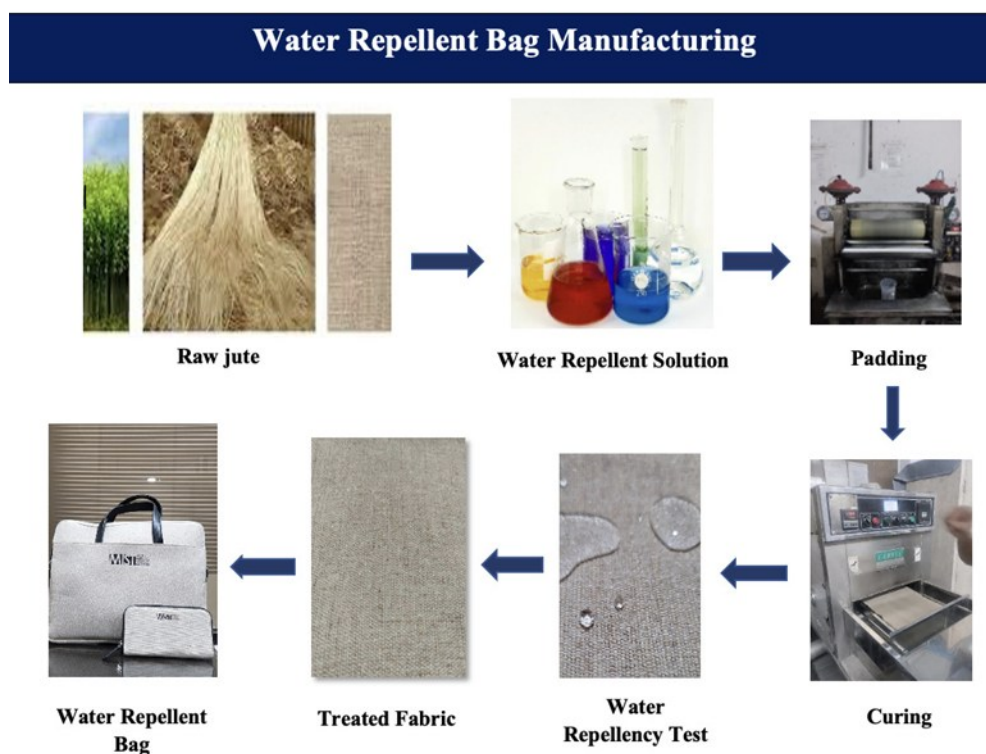 Water Repellent Bag Manufacturing
Raw jute
Water Repellent Solution
Padding
Curing
Water
Repellency Test
Treated Fabric
Water Repellent
Bag
MIST